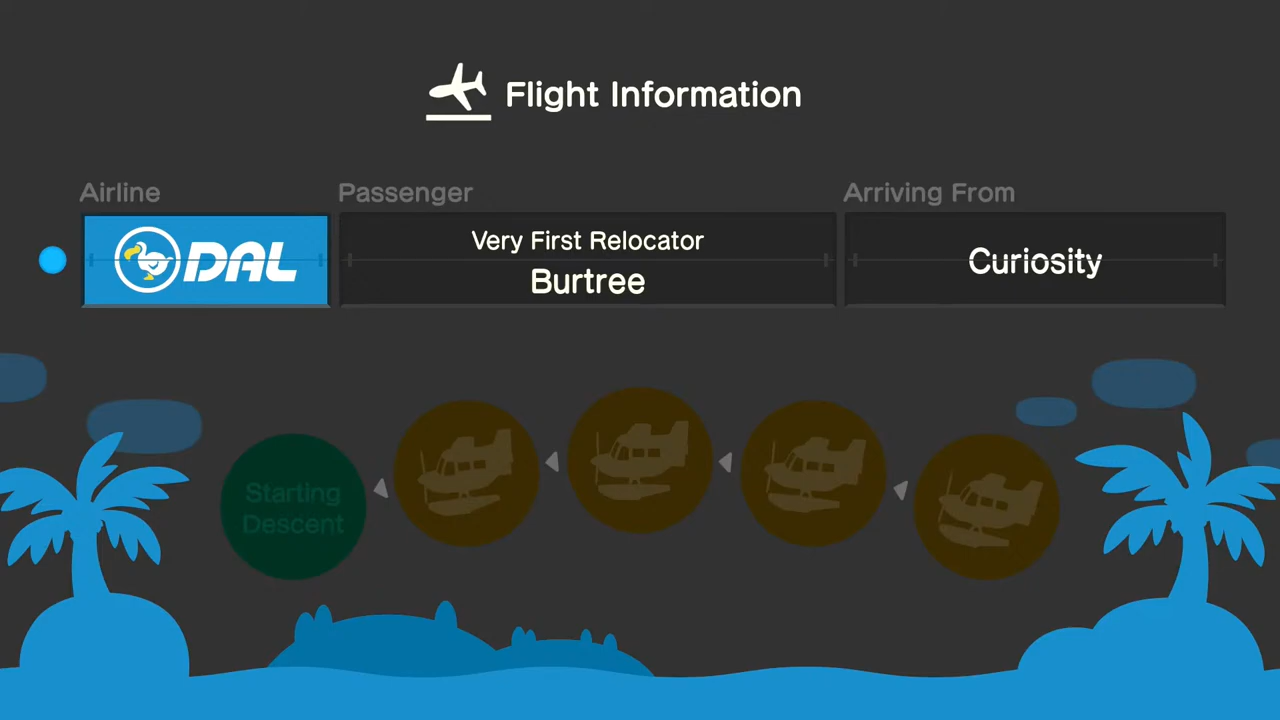 Flight Information
Airline
Passenger
Arriving From
DAL
Very First Relocator
Burtree
Curiosity
Starting
Descent